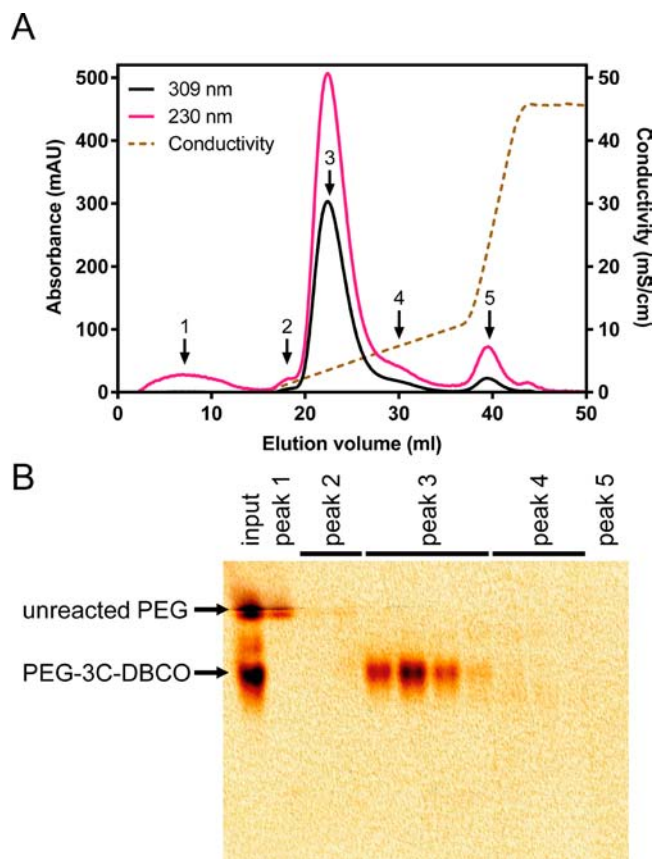 A
500
400
300
200
100
0
Absorbance (mAU)
309 nm
230 nm
Conductivity
1
2
3
4
5
50
40
30
20
10
0
Conductivity (mS/cm)
0 10 20 30 40 50
Elution volume (ml)
B
input
peak 1
peak 2
peak 3
peak 4
peak 5
unreacted PEG
PEG-3C-DBCO